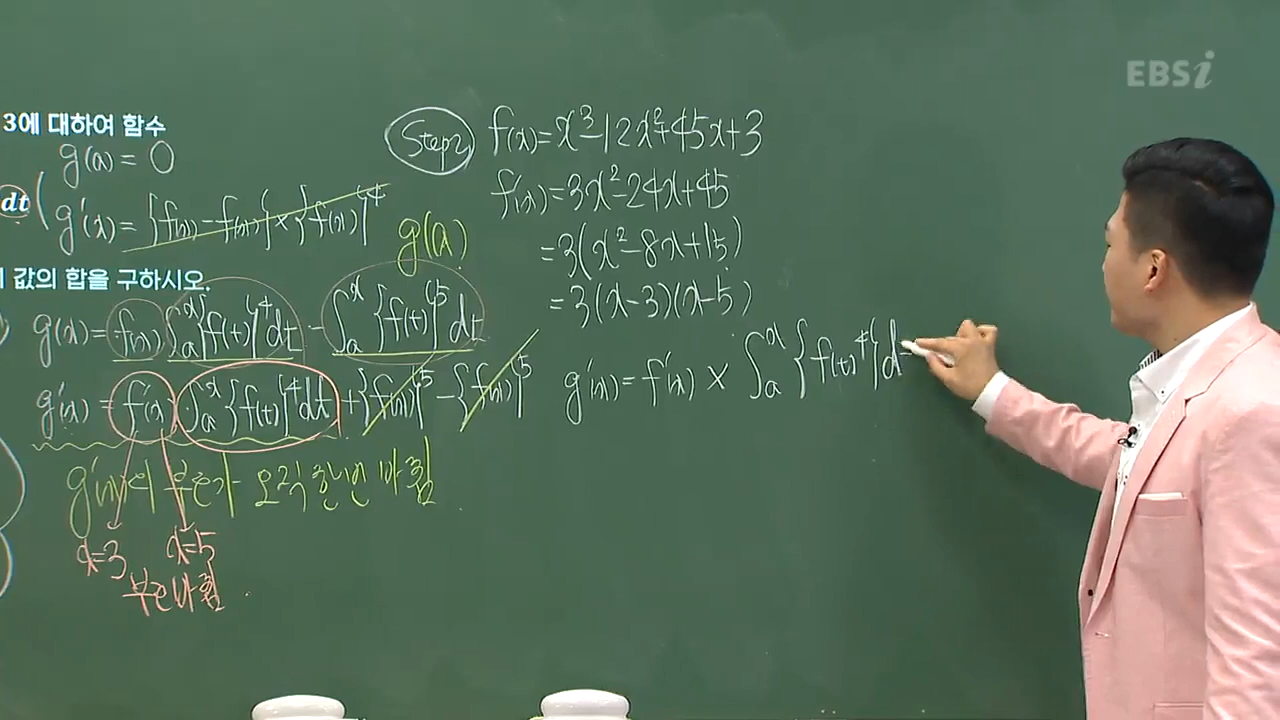 EBSi
3에 대하여 함수
g(a) = 0
dt
g'(x) = {f(x) - f(x)} × {f(x)}⁴
g(a)
값의 합을 구하시오.
g(x) = f(x) ∫ₐˣ {f(t)}⁴ dt - ∫ₐˣ {f(t)}⁵ dt
g'(x) = f'(x) · ∫ₐˣ {f(t)}⁴ dt + {f(x)}⁵ - {f(x)}⁵
g'(x)의 부호가 오직 한번 바뀜
x=3 x=5
부호바뀜
Step2 f(x) = x³-12x²+45x+3
f'(x) = 3x²-24x+45
= 3(x²-8x+15)
= 3(x-3)(x-5)
g'(x) = f'(x) × ∫ₐˣ {f(t)⁴} d